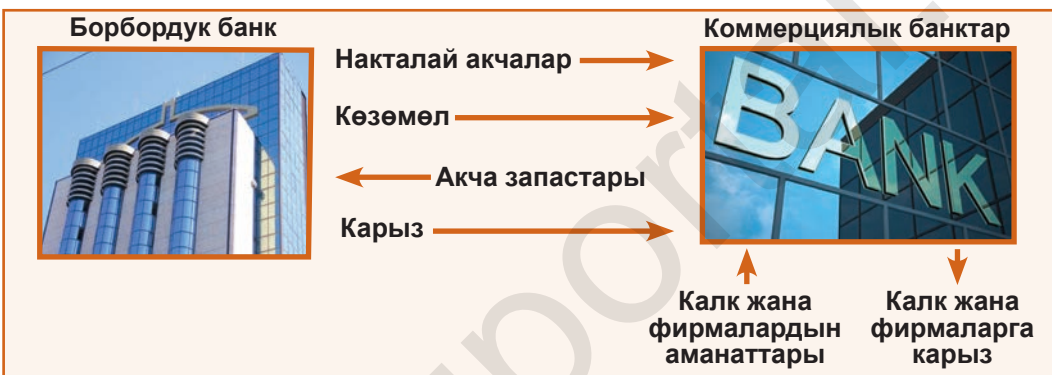 Борбордук банк
Коммерциялык банктар
Накталай акчалар
Көзөмөл
Акча запастары
Карыз
BANK
Калк жана
фирмалардын
аманаттары
Калк жана
фирмаларга
карыз